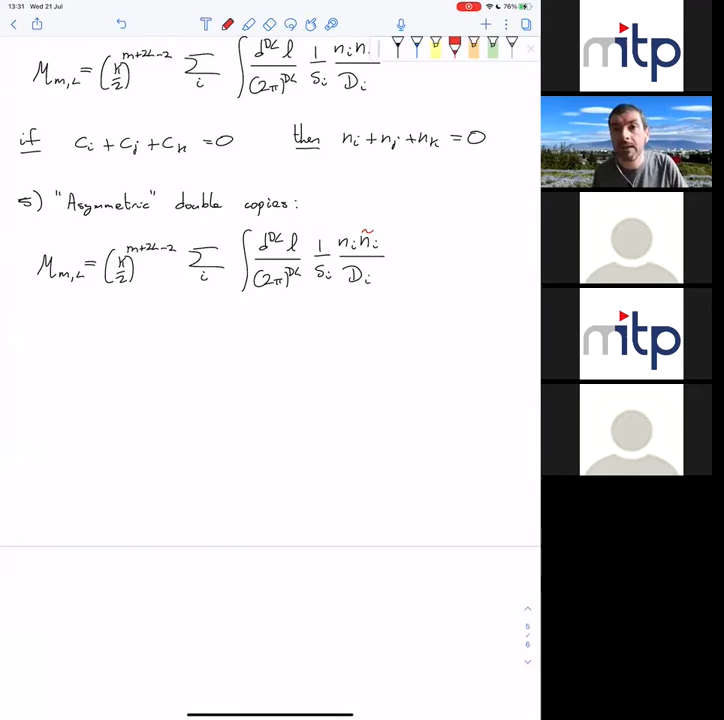 13:31 Wed 21 Jul
76%
M_{m,L} = (κ/2)^{m+2L-2} Σ_i ∫ d^{DL}l/(2π)^{DL} 1/S_i n_i n_i/D_i
if c_i + c_j + c_k = 0 then n_i + n_j + n_k = 0
5) "Asymmetric" double copies:
M_{m,L} = (κ/2)^{m+2L-2} Σ_i ∫ d^{DL}l/(2π)^{DL} 1/S_i n_i ñ_i/D_i
5
/
6
mitp
mitp